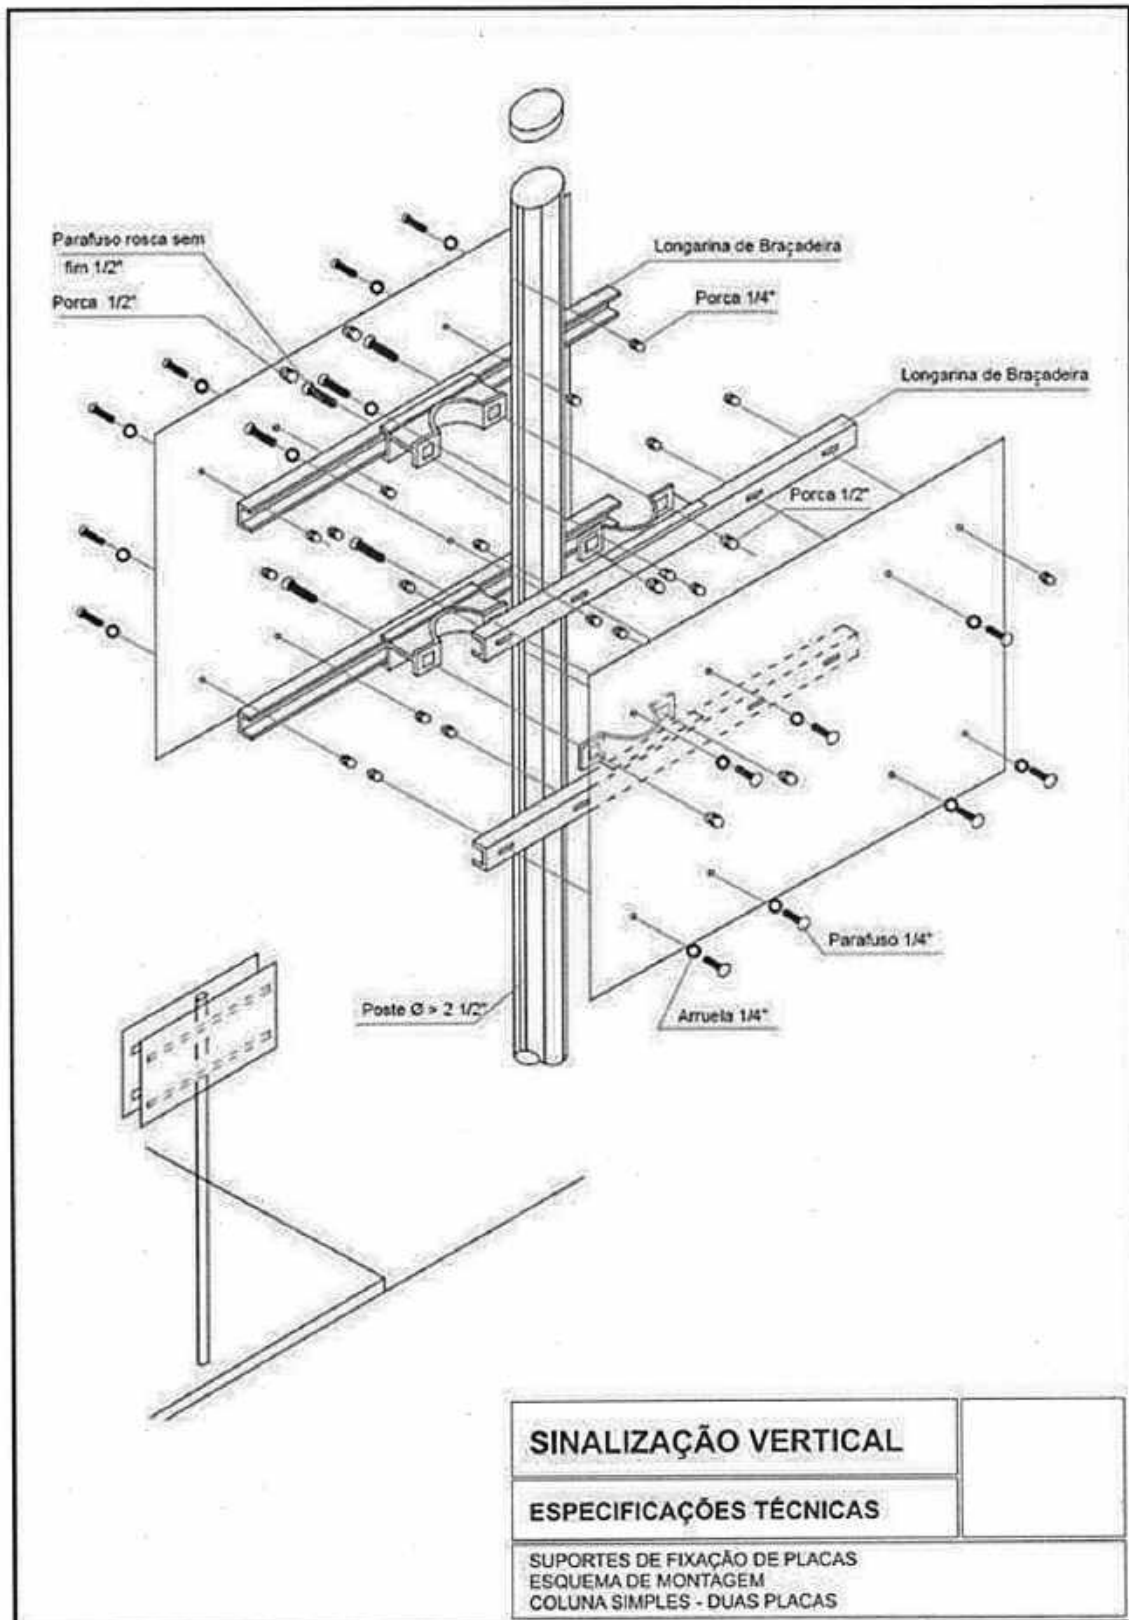 Parafuso rosca sem
fim 1/2"
Porca 1/2"
Longarina de Braçadeira
Porca 1/4"
Longarina de Braçadeira
Porca 1/2"
Parafuso 1/4"
Arruela 1/4"
Poste Ø > 2 1/2"
SINALIZAÇÃO VERTICAL
ESPECIFICAÇÕES TÉCNICAS
SUPORTES DE FIXAÇÃO DE PLACAS
ESQUEMA DE MONTAGEM
COLUNA SIMPLES - DUAS PLACAS